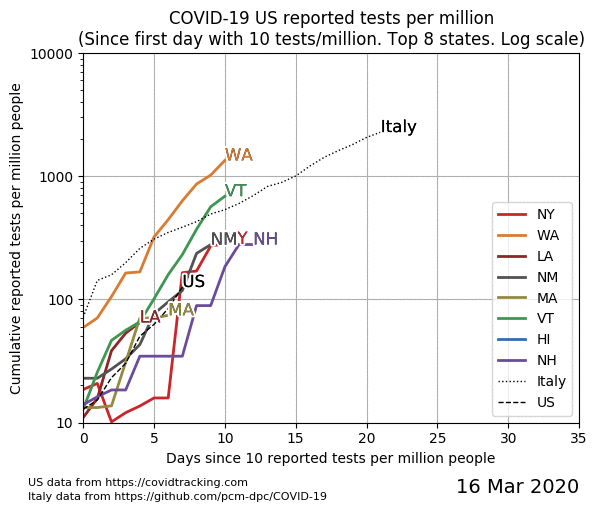 COVID-19 US reported tests per million
(Since first day with 10 tests/million. Top 8 states. Log scale)
Cumulative reported tests per million people
10000
1000
100
10
Italy
WA
VT
NMY NH
US
LA MA
NY
WA
LA
NM
MA
VT
HI
NH
Italy
US
0 5 10 15 20 25 30 35
Days since 10 reported tests per million people
US data from https://covidtracking.com
Italy data from https://github.com/pcm-dpc/COVID-19
16 Mar 2020